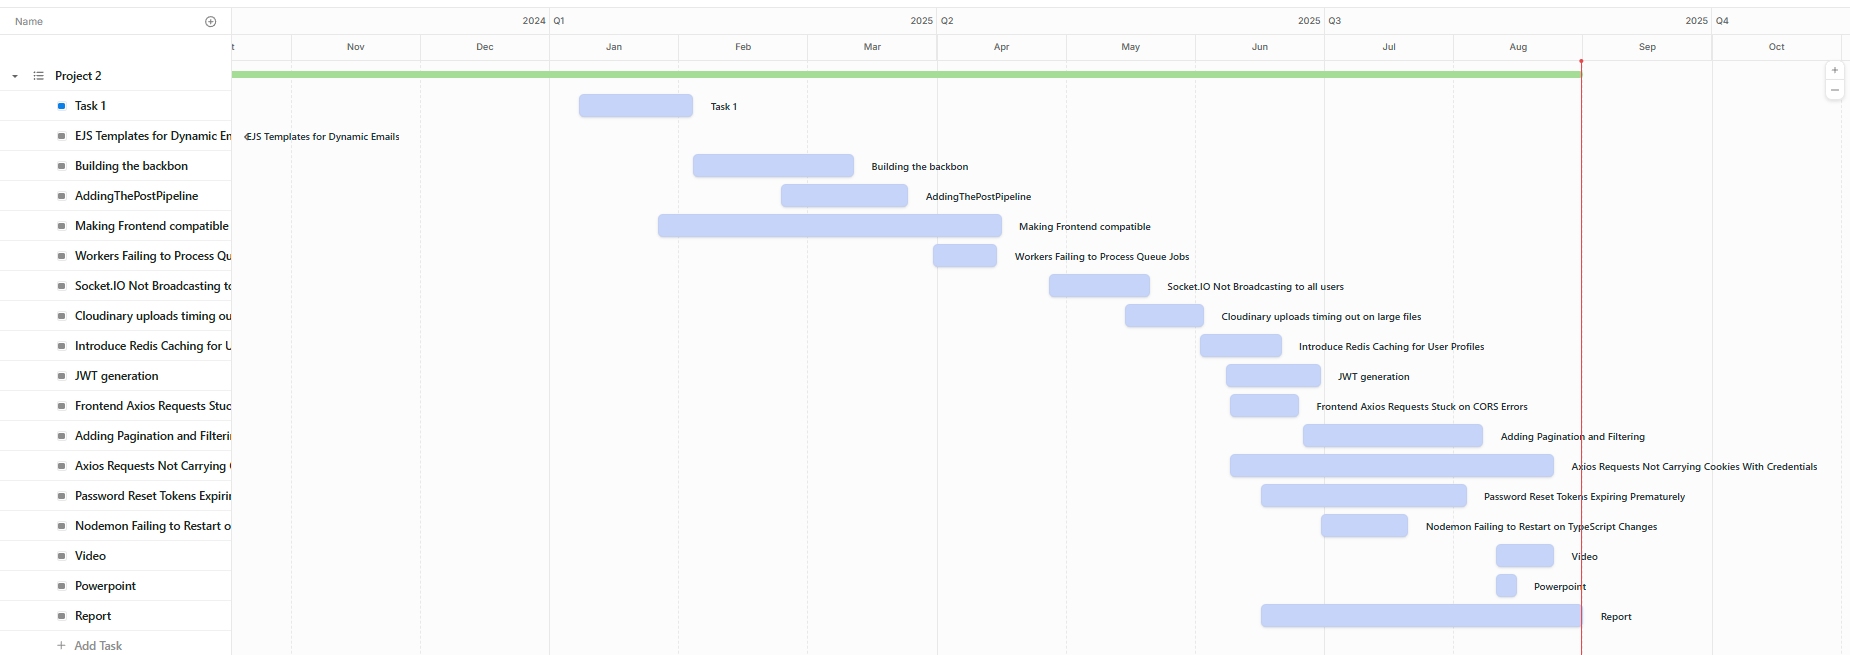 Name
2024 Q1 2025 Q2 2025 Q3 2025 Q4
t Nov Dec Jan Feb Mar Apr May Jun Jul Aug Sep Oct
Project 2
Task 1 Task 1
EJS Templates for Dynamic En EJS Templates for Dynamic Emails
Building the backbon Building the backbon
AddingThePostPipeline AddingThePostPipeline
Making Frontend compatible Making Frontend compatible
Workers Failing to Process Qu Workers Failing to Process Queue Jobs
Socket.IO Not Broadcasting to Socket.IO Not Broadcasting to all users
Cloudinary uploads timing ou Cloudinary uploads timing out on large files
Introduce Redis Caching for U Introduce Redis Caching for User Profiles
JWT generation JWT generation
Frontend Axios Requests Stuc Frontend Axios Requests Stuck on CORS Errors
Adding Pagination and Filteri Adding Pagination and Filtering
Axios Requests Not Carrying Axios Requests Not Carrying Cookies With Credentials
Password Reset Tokens Expirin Password Reset Tokens Expiring Prematurely
Nodemon Failing to Restart o Nodemon Failing to Restart on TypeScript Changes
Video Video
Powerpoint Powerpoint
Report Report
+ Add Task